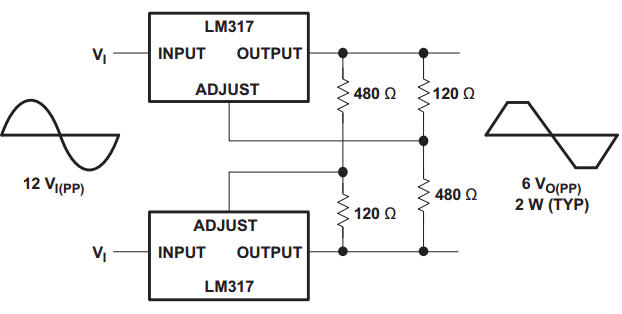 LM317
V_I INPUT OUTPUT
ADJUST
480 Ω 120 Ω
12 V_I(PP)
6 V_O(PP)
2 W (TYP)
480 Ω
120 Ω
ADJUST
V_I INPUT OUTPUT
LM317